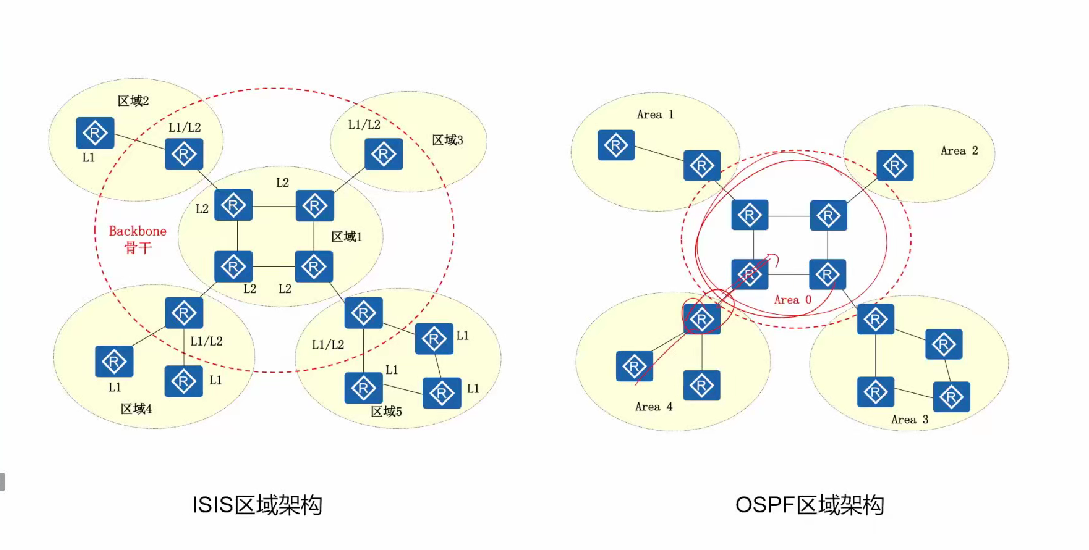 区域2
L1/L2
R
L1
R
L1/L2
区域3
R
L2
R
R
L2
区域1
Backbone
骨干
R
R
L2
L2
R
L1/L2
R
L1
R
L1
区域4
R
L1/L2
R
L1
R
L1
R
L1
区域5
ISIS区域架构
Area 1
R
R
Area 2
R
R
R
R
R
Area 0
R
R
R
Area 4
R
R
R
R
Area 3
OSPF区域架构